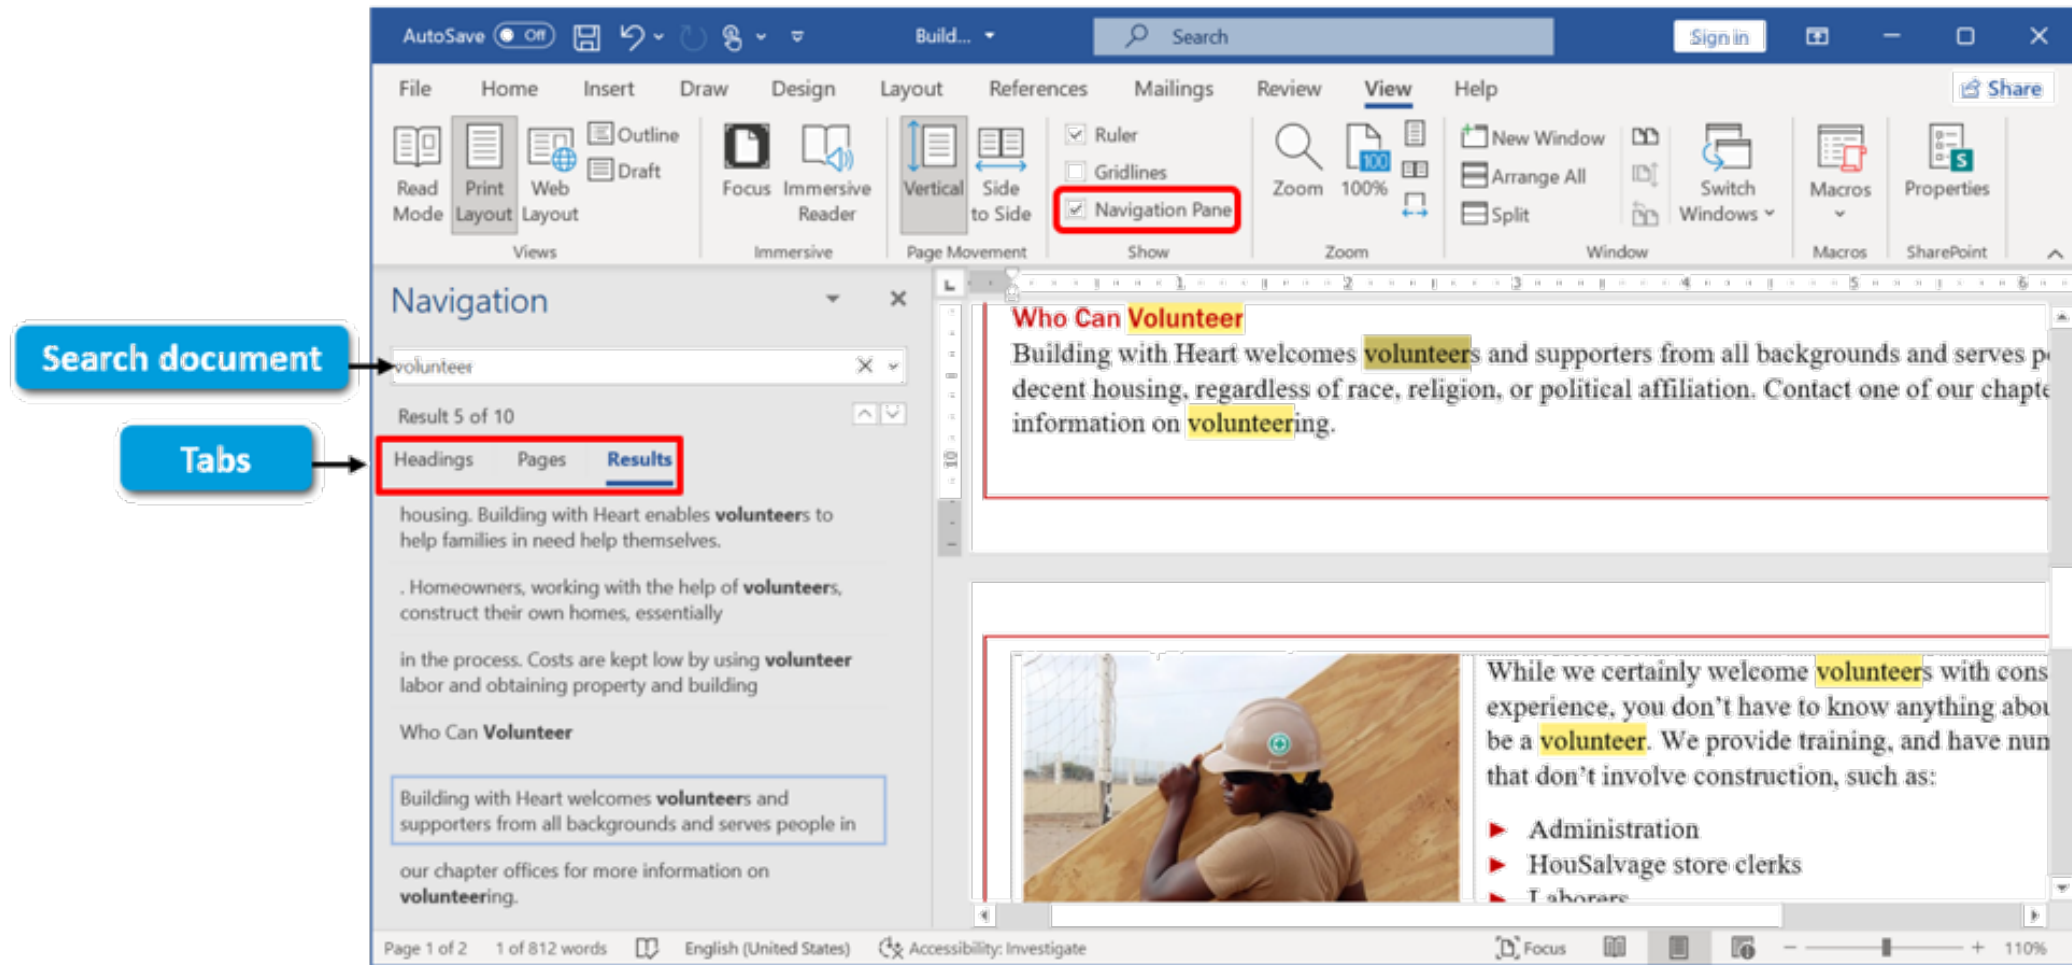 AutoSave Off Build... Search Sign in
File Home Insert Draw Design Layout References Mailings Review View Help Share
Read Mode
Print Layout
Web Layout
Outline
Draft
Views
Focus
Immersive Reader
Immersive
Vertical
Side to Side
Page Movement
Ruler
Gridlines
Navigation Pane
Show
Zoom
100
100%
Zoom
New Window
Arrange All
Split
Switch Windows
Window
Macros
Macros
S
Properties
SharePoint
Search document
Tabs
Navigation
volunteer
Result 5 of 10
Headings Pages Results
housing. Building with Heart enables volunteers to
help families in need help themselves.
. Homeowners, working with the help of volunteers,
construct their own homes, essentially
in the process. Costs are kept low by using volunteer
labor and obtaining property and building
Who Can Volunteer
Building with Heart welcomes volunteers and
supporters from all backgrounds and serves people in
our chapter offices for more information on
volunteering.
L
1 2 3 4 5 6
10
Who Can Volunteer
Building with Heart welcomes volunteers and supporters from all backgrounds and serves p
decent housing, regardless of race, religion, or political affiliation. Contact one of our chapte
information on volunteering.
While we certainly welcome volunteers with cons
experience, you don't have to know anything abou
be a volunteer. We provide training, and have num
that don't involve construction, such as:
► Administration
► HouSalvage store clerks
► Laborers
Page 1 of 2 1 of 812 words English (United States) Accessibility: Investigate Focus 110%